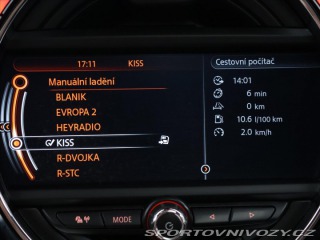 17:11 KISS
Manuální ladění
BLANIK
EVROPA 2
HEYRADIO
KISS
R-DVOJKA
R-STC
Cestovní počítač
14:01
6 min
0 km
10.6 l/100 km
2.0 km/h
MODE
SPORTOVNIVOZY.CZ